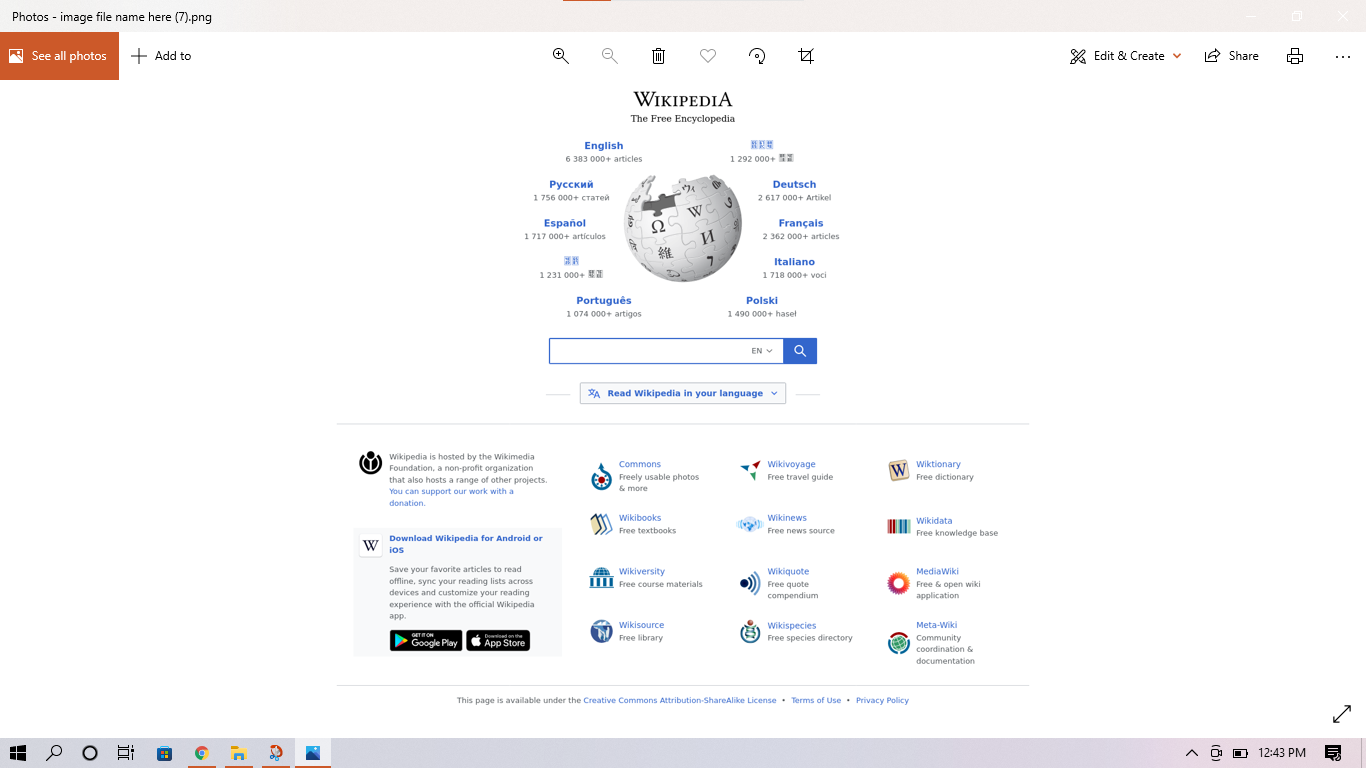 Photos - image file name here (7).png
See all photos
Add to
Edit & Create
Share
WIKIPEDIA
The Free Encyclopedia
English
6 383 000+ articles
1 292 000+
Русский
1 756 000+ статей
Deutsch
2 617 000+ Artikel
Español
1 717 000+ artículos
Français
2 362 000+ articles
1 231 000+
Italiano
1 718 000+ voci
Português
1 074 000+ artigos
Polski
1 490 000+ haseł
Ω
W
И
維
EN
Read Wikipedia in your language
Wikipedia is hosted by the Wikimedia
Foundation, a non-profit organization
that also hosts a range of other projects.
You can support our work with a
donation.
W
Download Wikipedia for Android or
iOS
Save your favorite articles to read
offline, sync your reading lists across
devices and customize your reading
experience with the official Wikipedia
app.
GET IT ON
Google Play
Download on the
App Store
Commons
Freely usable photos
& more
Wikivoyage
Free travel guide
W
Wiktionary
Free dictionary
Wikibooks
Free textbooks
Wikinews
Free news source
Wikidata
Free knowledge base
Wikiversity
Free course materials
Wikiquote
Free quote
compendium
MediaWiki
Free & open wiki
application
Wikisource
Free library
Wikispecies
Free species directory
Meta-Wiki
Community
coordination &
documentation
This page is available under the Creative Commons Attribution-ShareAlike License • Terms of Use • Privacy Policy
12:43 PM